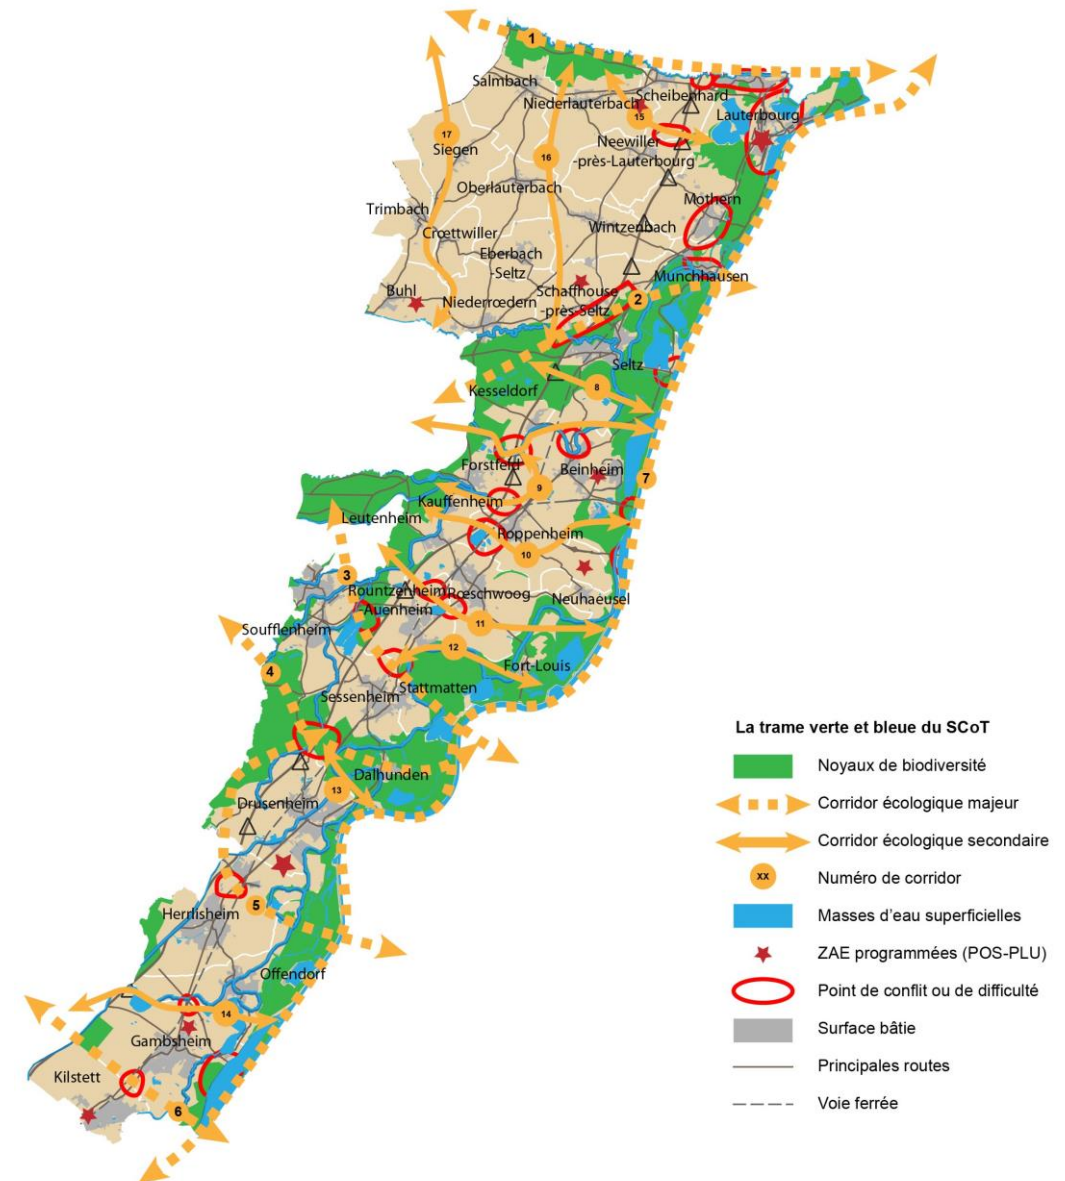 1
Salmbach
Niederlauterbach
Scheibenhard
15
Lauterbourg
17
Siegen
Neewiller
-près-Lauterbourg
16
Oberlauterbach
Trimbach
Mothern
Crœttwiller
Wintzenbach
Eberbach
-Seltz
Munchhausen
Buhl
Niederrœdern
Schaffhouse
-près-Seltz
2
Seltz
Kesseldorf
8
Forstfeld
Beinheim
7
9
Kauffenheim
Leutenheim
Roppenheim
10
3
Rountzenheim
-Auenheim
Rœschwoog
Neuhaeusel
Soufflenheim
11
12
4
Fort-Louis
Stattmatten
Sessenheim
Dalhunden
13
Drusenheim
5
Herrlisheim
Offendorf
14
Gambsheim
Kilstett
6
La trame verte et bleue du SCoT
Noyaux de biodiversité
Corridor écologique majeur
Corridor écologique secondaire
xx Numéro de corridor
Masses d'eau superficielles
ZAE programmées (POS-PLU)
Point de conflit ou de difficulté
Surface bâtie
Principales routes
Voie ferrée